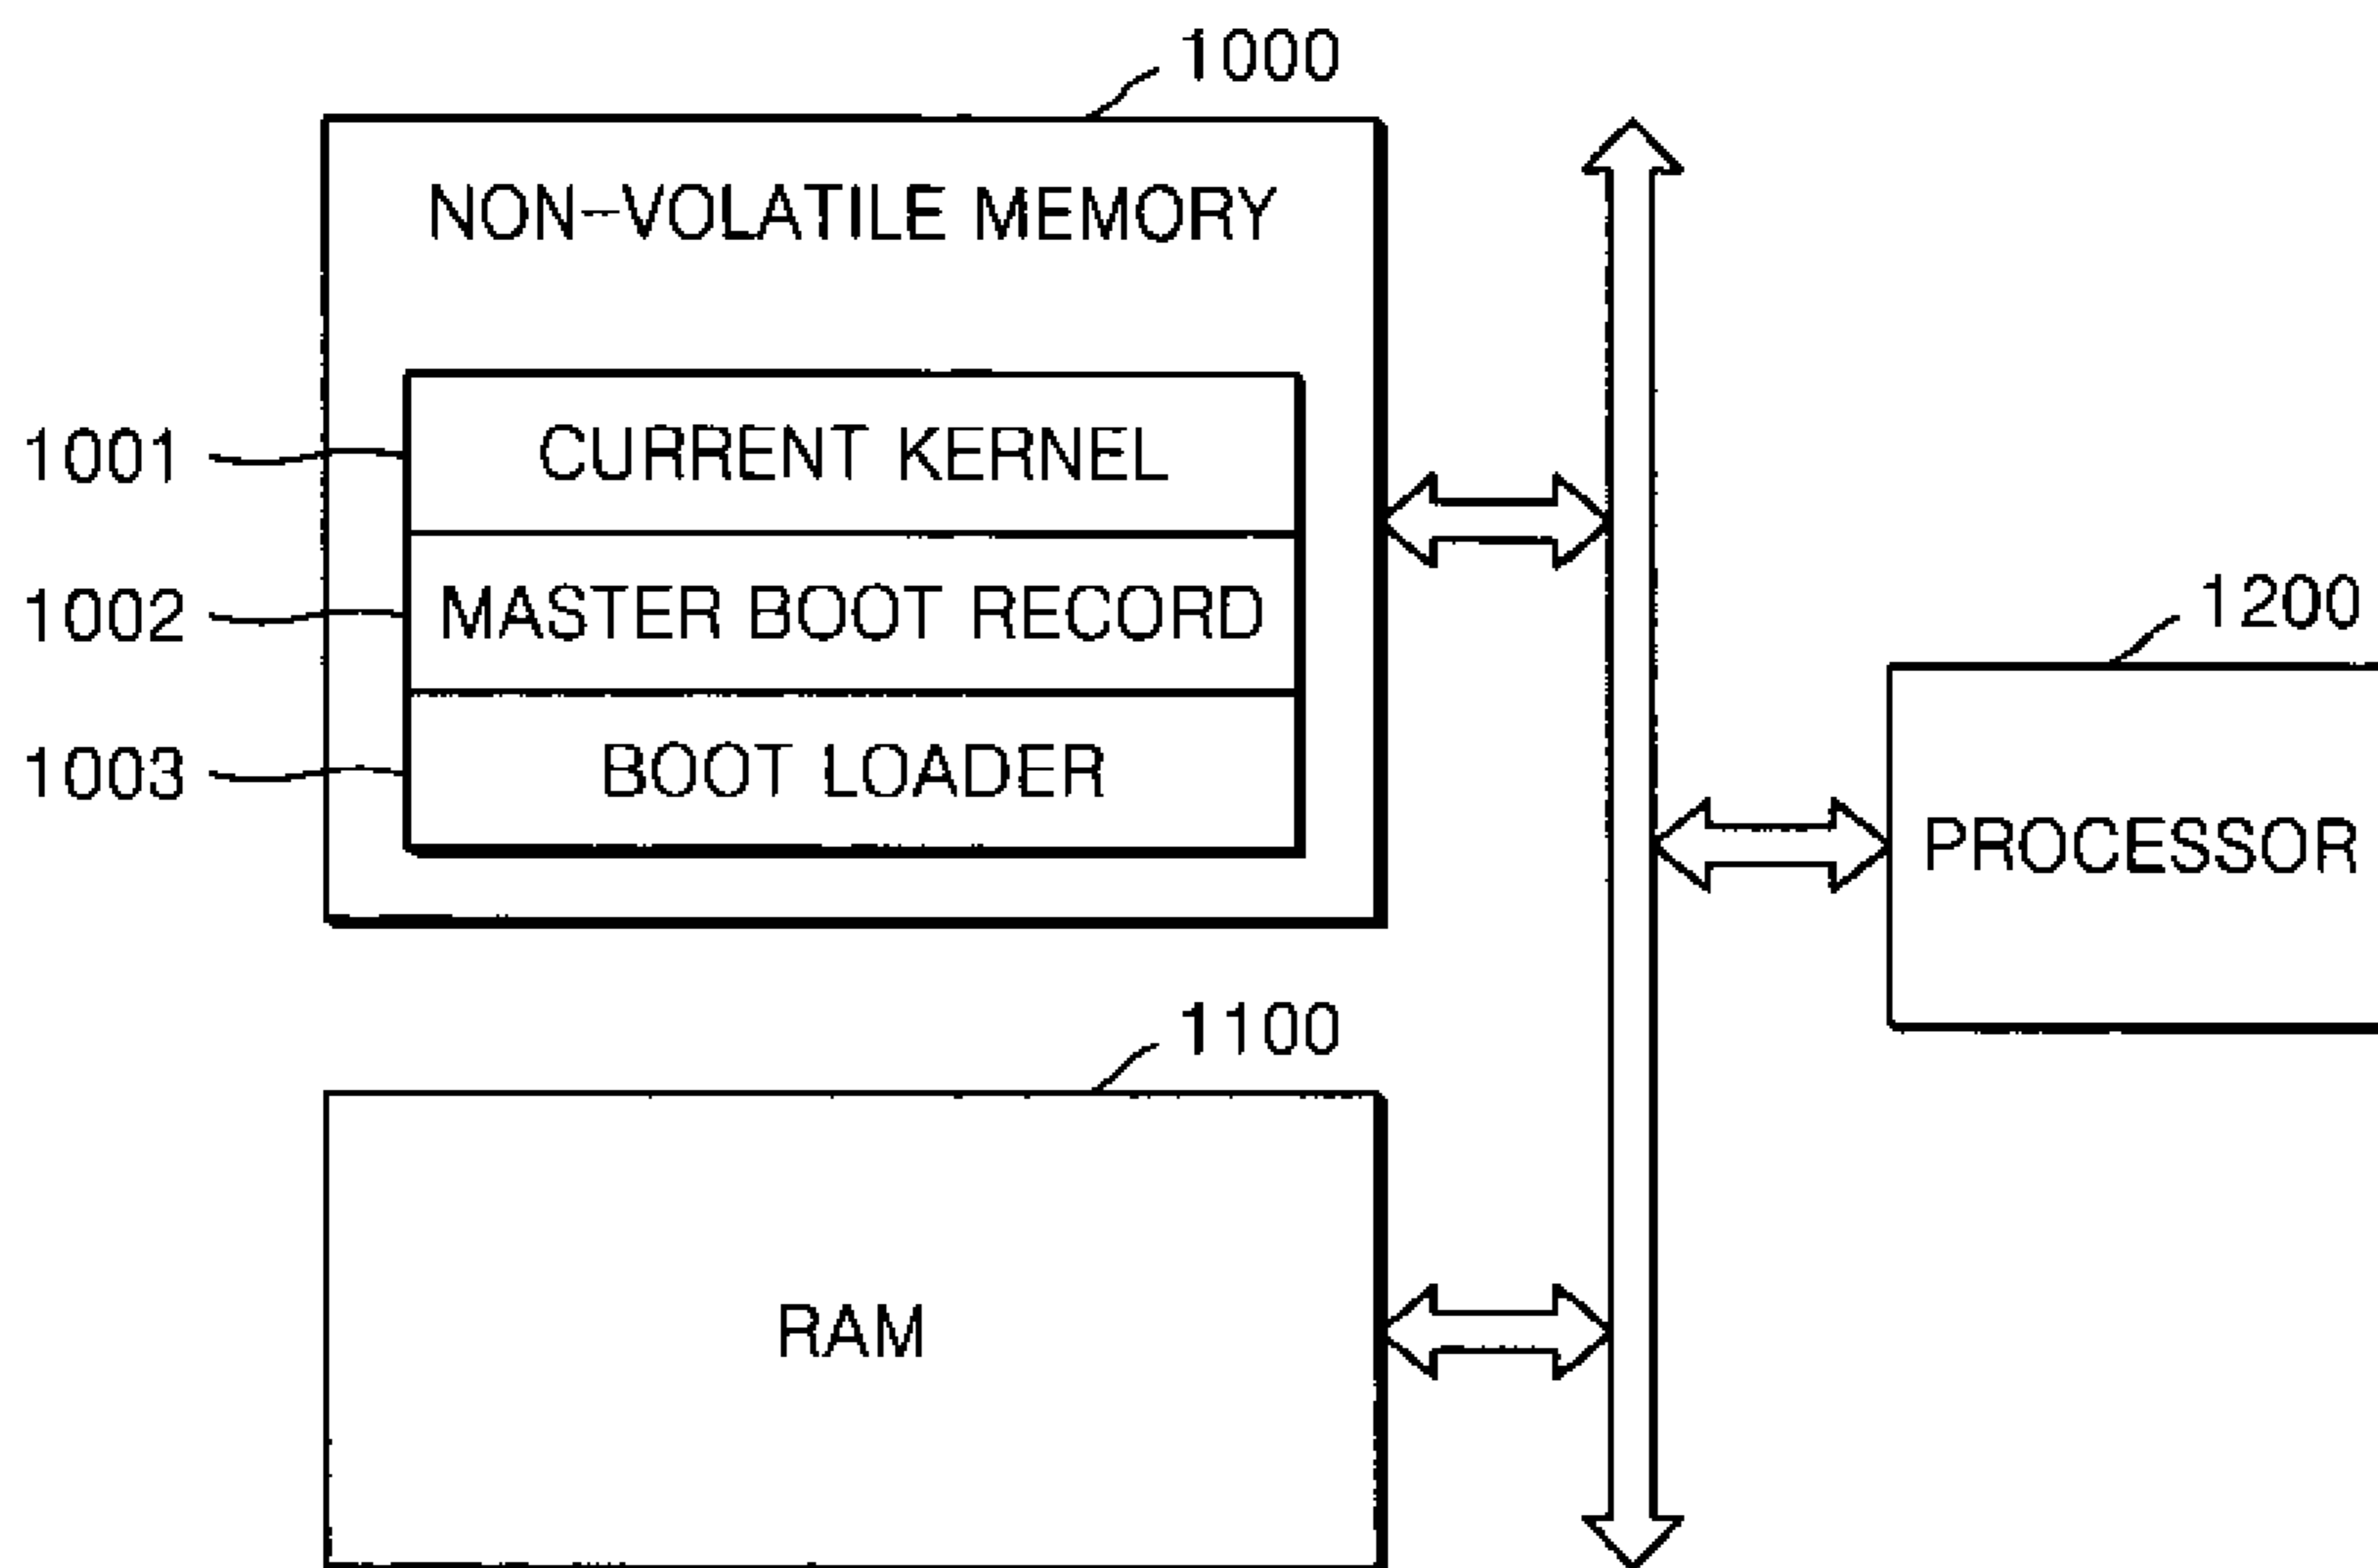 1000
NON-VOLATILE MEMORY
1001
CURRENT KERNEL
1002
MASTER BOOT RECORD
1003
BOOT LOADER
1200
PROCESSOR
1100
RAM